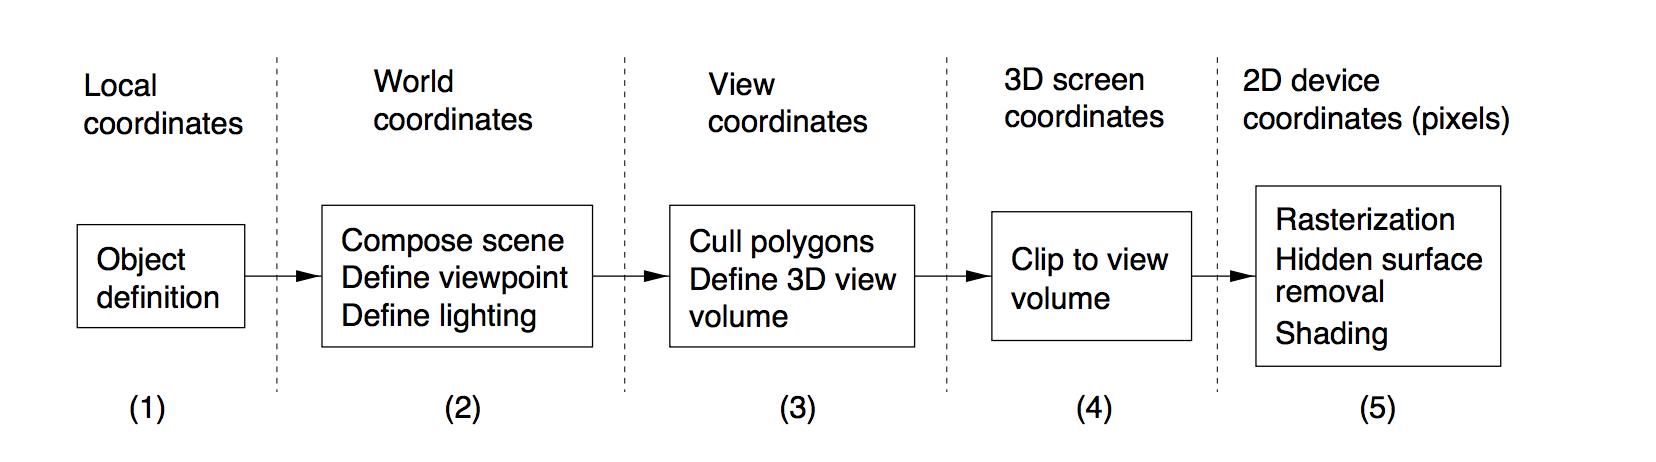 Local
coordinates
World
coordinates
View
coordinates
3D screen
coordinates
2D device
coordinates (pixels)
Object
definition
Compose scene
Define viewpoint
Define lighting
Cull polygons
Define 3D view
volume
Clip to view
volume
Rasterization
Hidden surface
removal
Shading
(1)
(2)
(3)
(4)
(5)